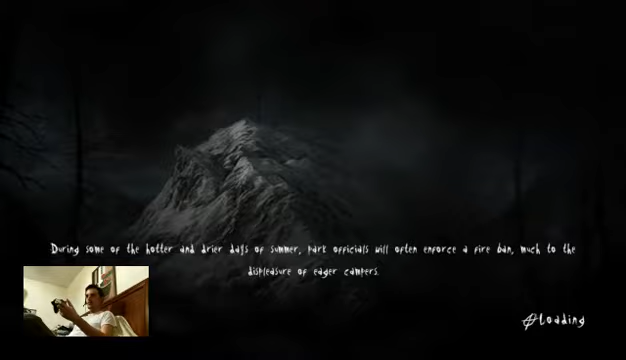 During some of the hotter and drier days of summer, park officials will often enforce a fire ban, much to the
displeasure of eager campers.
Loading